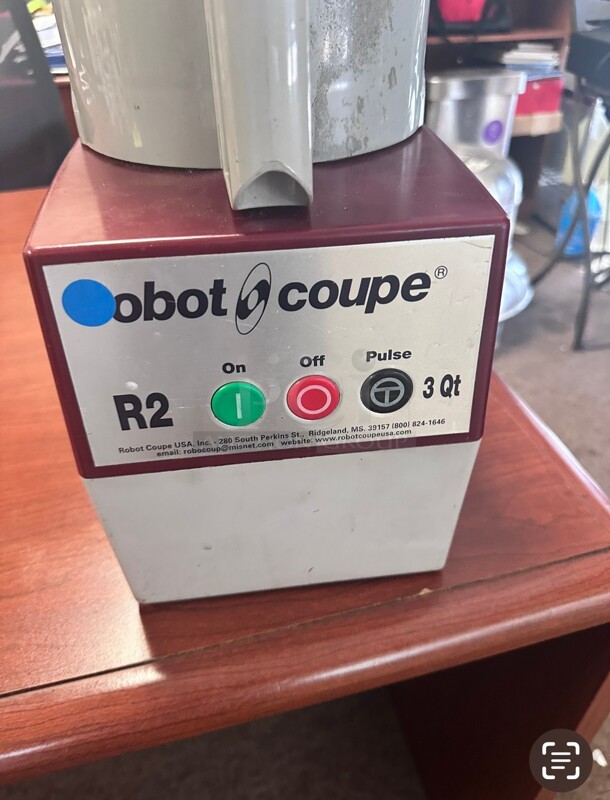 obot coupe®
On Off Pulse
R2 3 Qt
Robot Coupe USA, Inc. - 280 South Perkins St., Ridgeland, MS. 39157 (800) 824-1646
email: robocoup@misnet.com website: www.robotcoupeusa.com